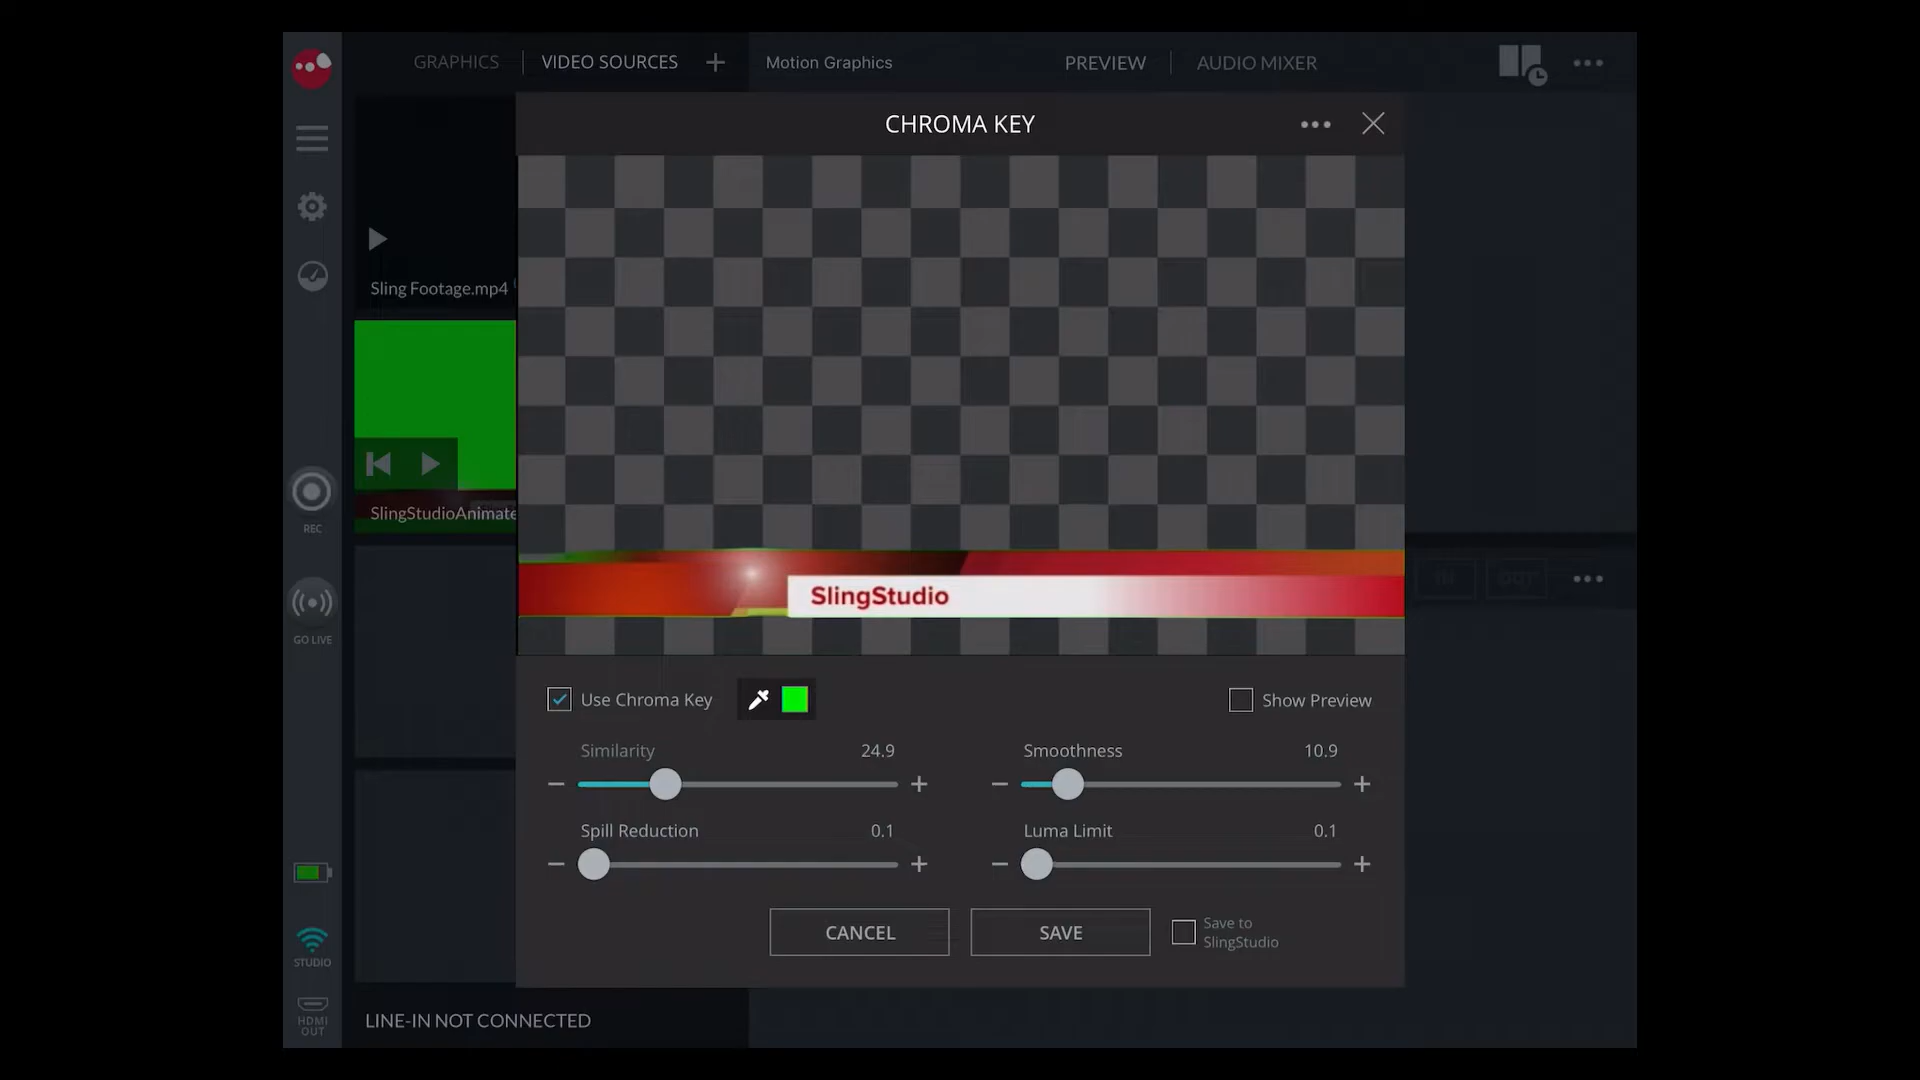 GRAPHICS
VIDEO SOURCES
Motion Graphics
PREVIEW
AUDIO MIXER
CHROMA KEY
Sling Footage.mp4
SlingStudioAnimate
REC
GO LIVE
IN
OUT
SlingStudio
Use Chroma Key
Show Preview
Similarity
24.9
Smoothness
10.9
Spill Reduction
0.1
Luma Limit
0.1
CANCEL
SAVE
Save to
SlingStudio
STUDIO
HDMI
OUT
LINE-IN NOT CONNECTED